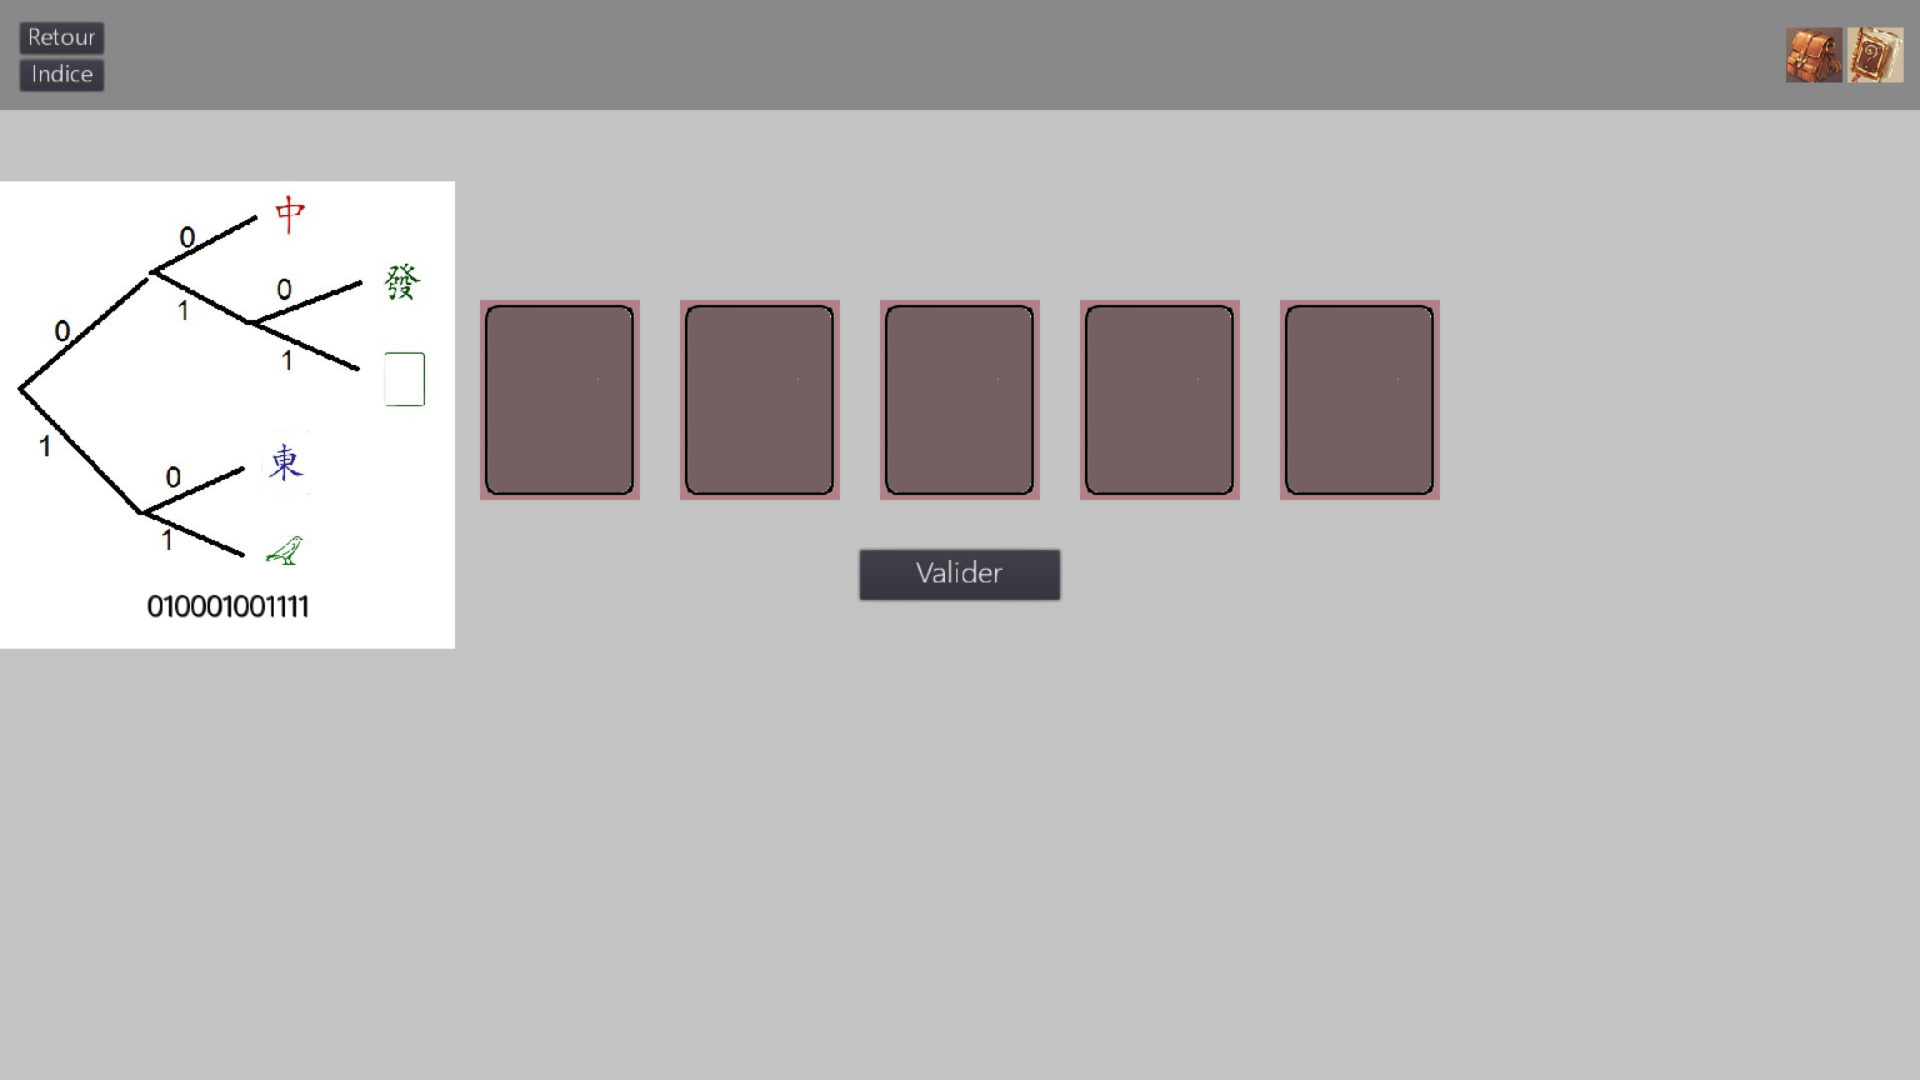 Retour
Indice
0
中
0
發
1
0
1
0
東
1
1
010001001111
Valider